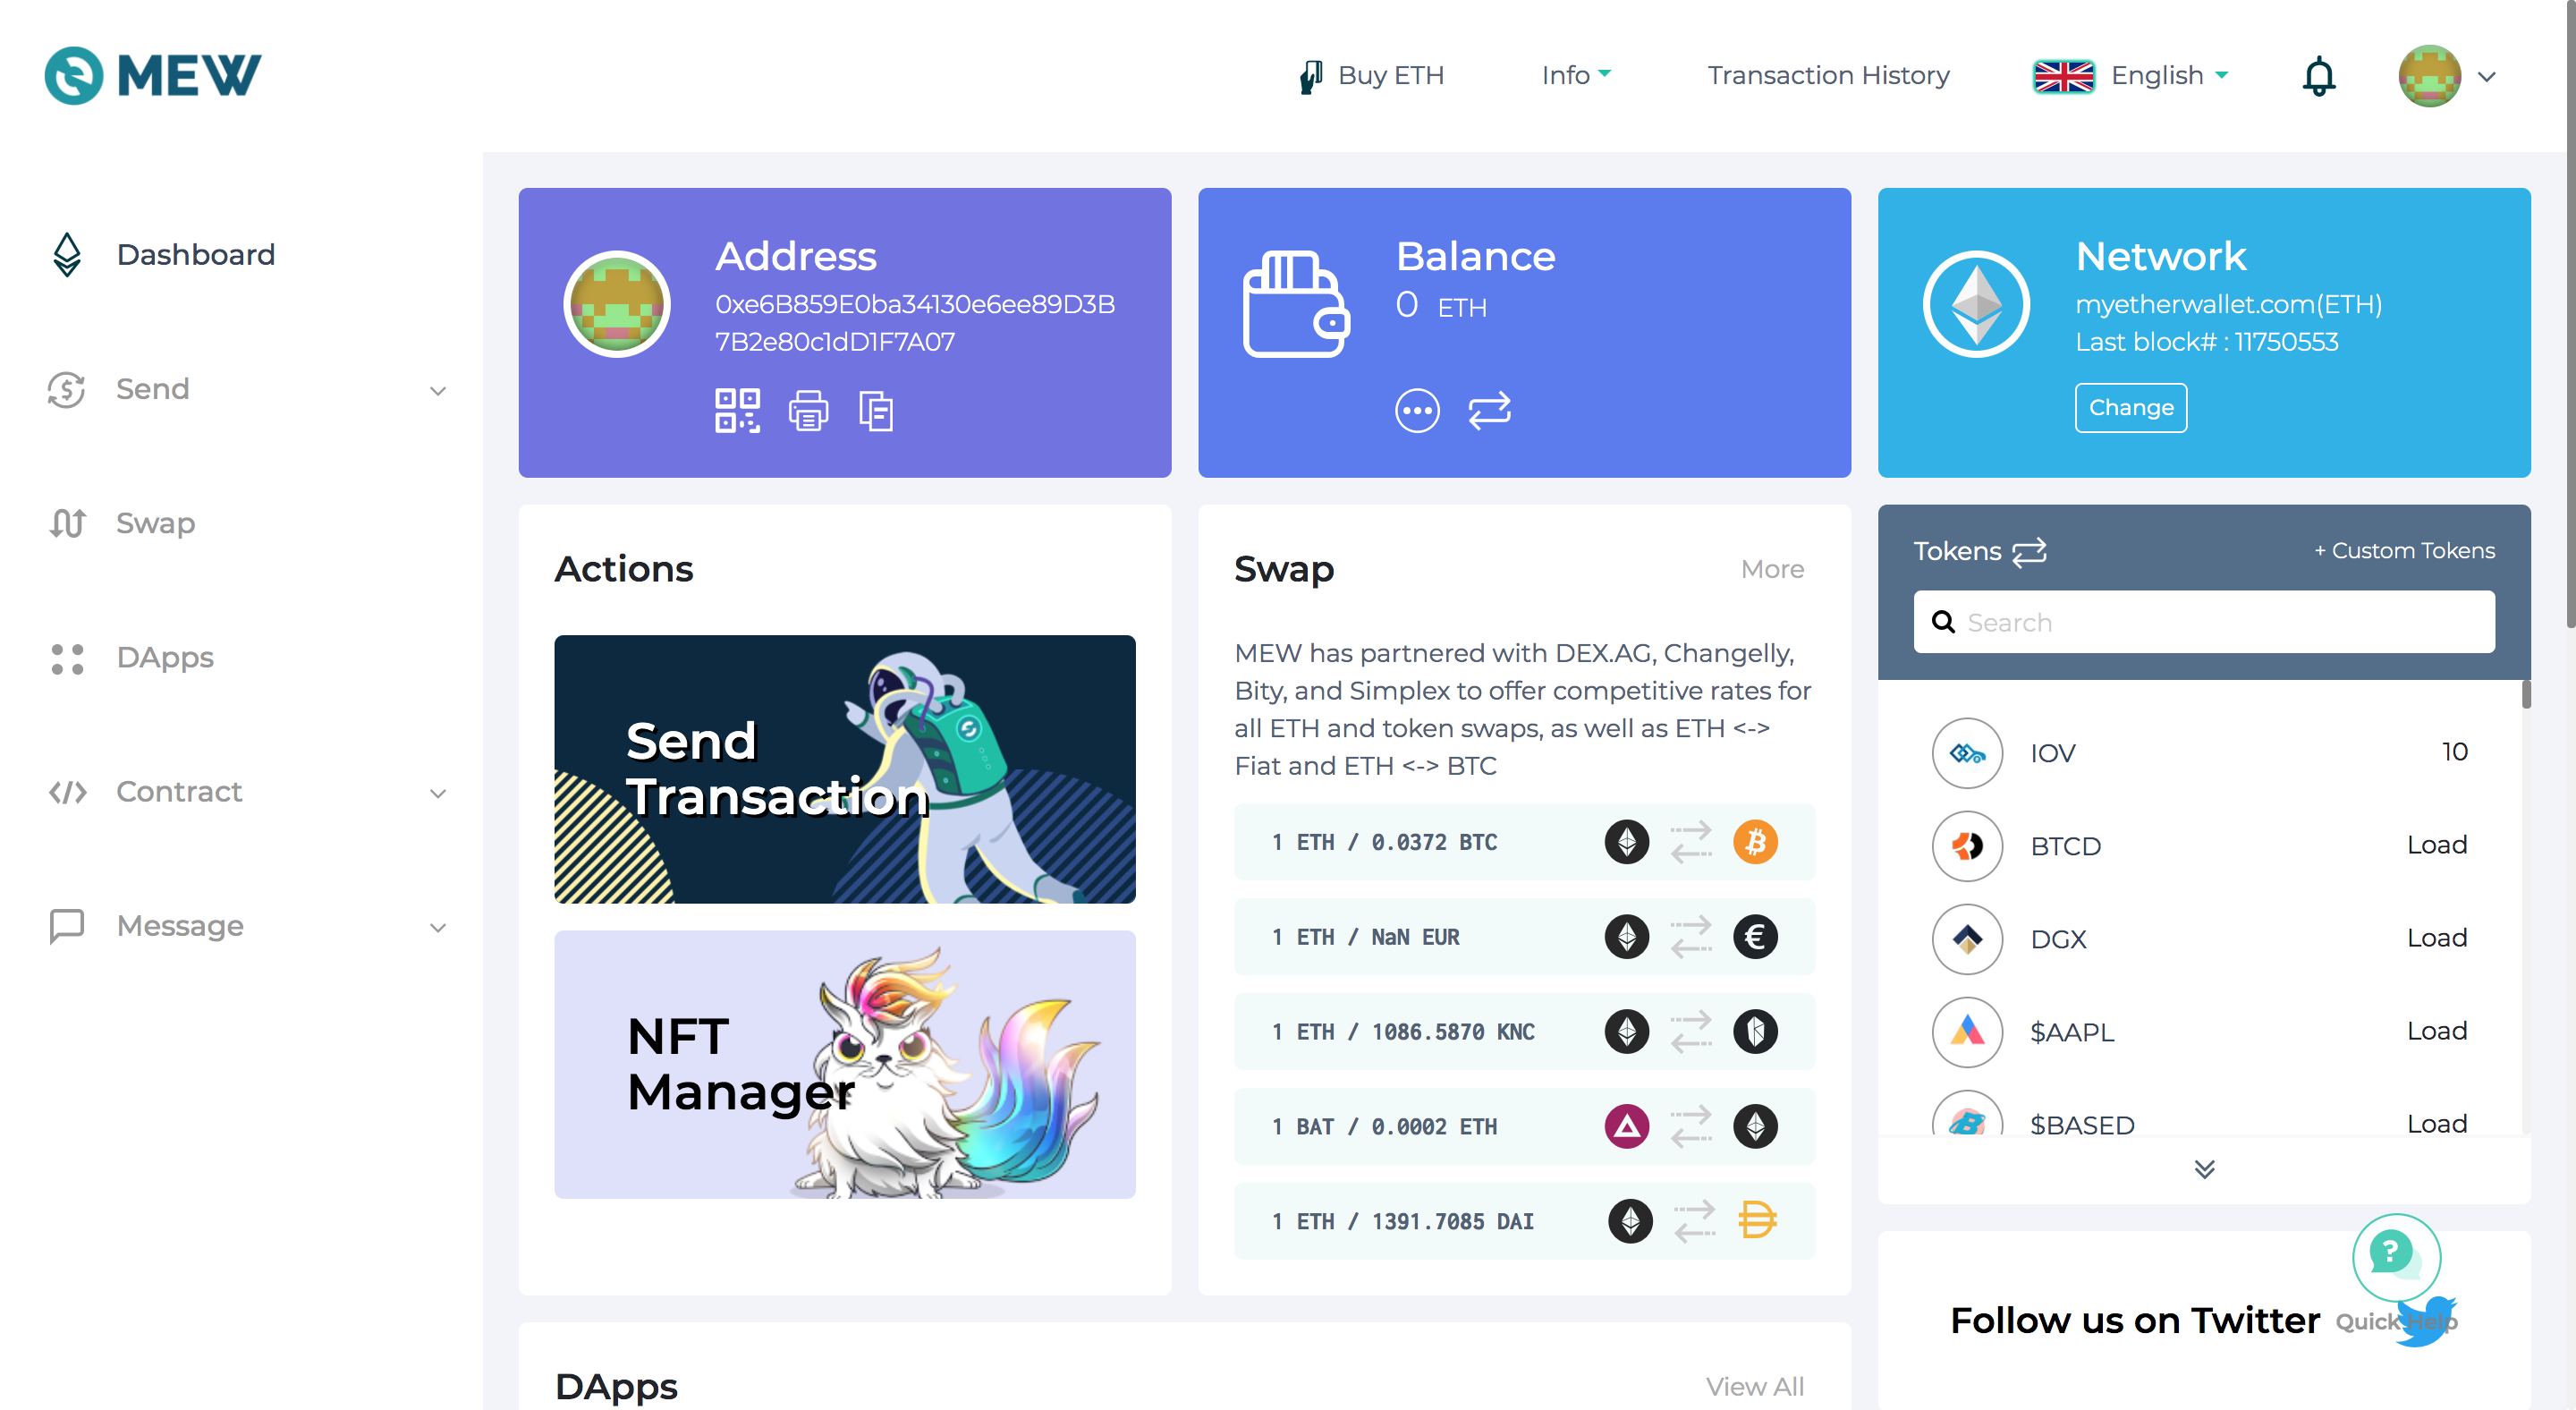 MEW
Buy ETH
Info
Transaction History
English
Dashboard
Send
Swap
DApps
Contract
Message
Address
0xe6B859E0ba34130e6ee89D3B
7B2e80c1dD1F7A07
Balance
0 ETH
Network
myetherwallet.com(ETH)
Last block# : 11750553
Change
Actions
Send
Transaction
NFT
Manager
Swap
More
MEW has partnered with DEX.AG, Changelly,
Bity, and Simplex to offer competitive rates for
all ETH and token swaps, as well as ETH <->
Fiat and ETH <-> BTC
1 ETH / 0.0372 BTC
1 ETH / NaN EUR
1 ETH / 1086.5870 KNC
1 BAT / 0.0002 ETH
1 ETH / 1391.7085 DAI
Tokens
+ Custom Tokens
Search
IOV 10
BTCD Load
DGX Load
$AAPL Load
$BASED Load
Follow us on Twitter
Quick Help
DApps
View All